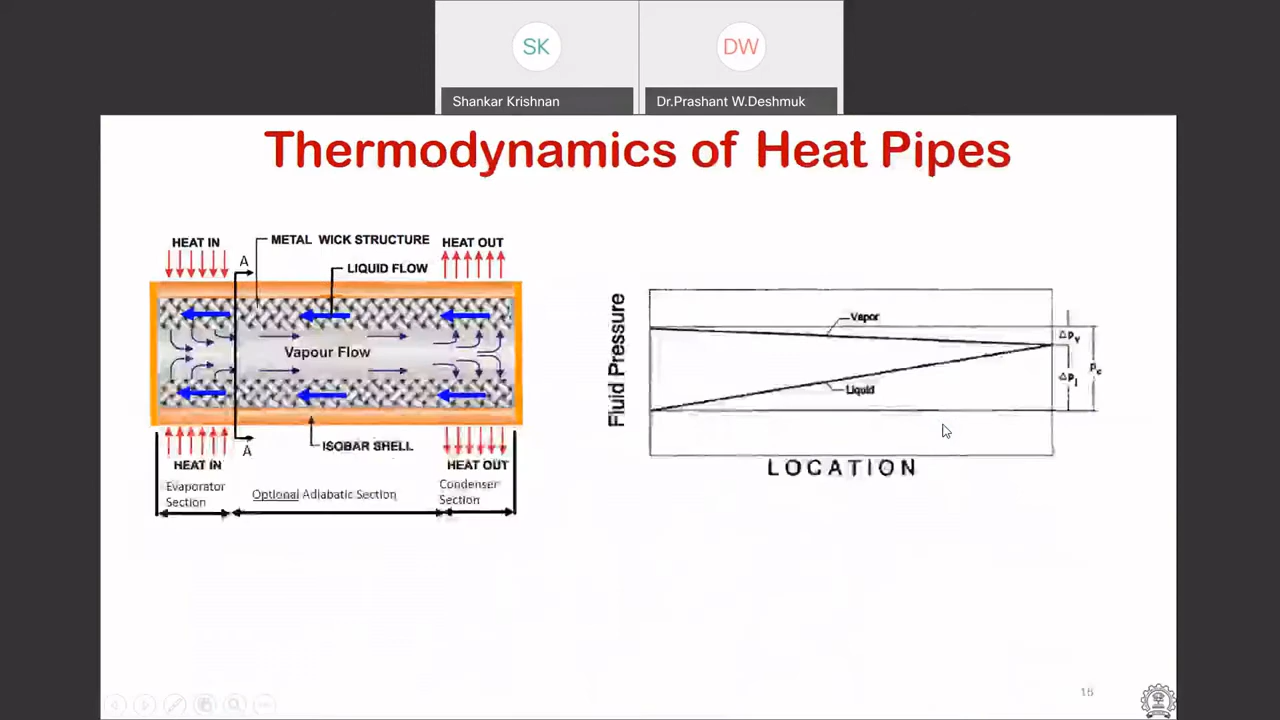 SK
DW
Shankar Krishnan
Dr.Prashant W.Deshmuk
Thermodynamics of Heat Pipes
HEAT IN
METAL WICK STRUCTURE
HEAT OUT
A
LIQUID FLOW
Vapour Flow
A
ISOBAR SHELL
HEAT IN
HEAT OUT
Evaporator
Section
Optional Adiabatic Section
Condenser
Section
Fluid Pressure
Vapor
Liquid
ΔPv
ΔPl
Pc
LOCATION
16